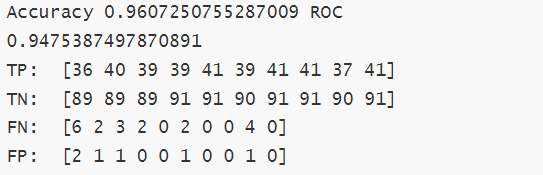 Accuracy 0.9607250755287009 ROC
0.9475387497870891
TP:  [36 40 39 39 41 39 41 41 37 41]
TN:  [89 89 89 91 91 90 91 91 90 91]
FN:  [6 2 3 2 0 2 0 0 4 0]
FP:  [2 1 1 0 0 1 0 0 1 0]